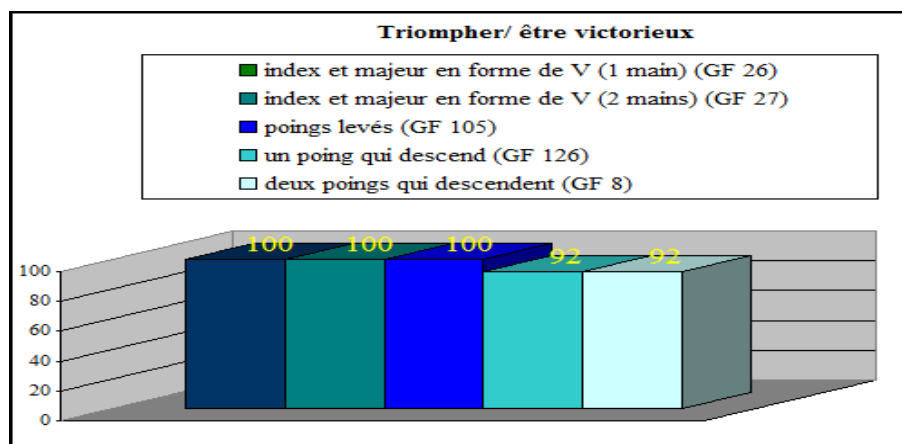 Triompher/ être victorieux
index et majeur en forme de V (1 main) (GF 26)
index et majeur en forme de V (2 mains) (GF 27)
poings levés (GF 105)
un poing qui descend (GF 126)
deux poings qui descendent (GF 8)
100 100 100 92 92
100
80
60
40
20
0